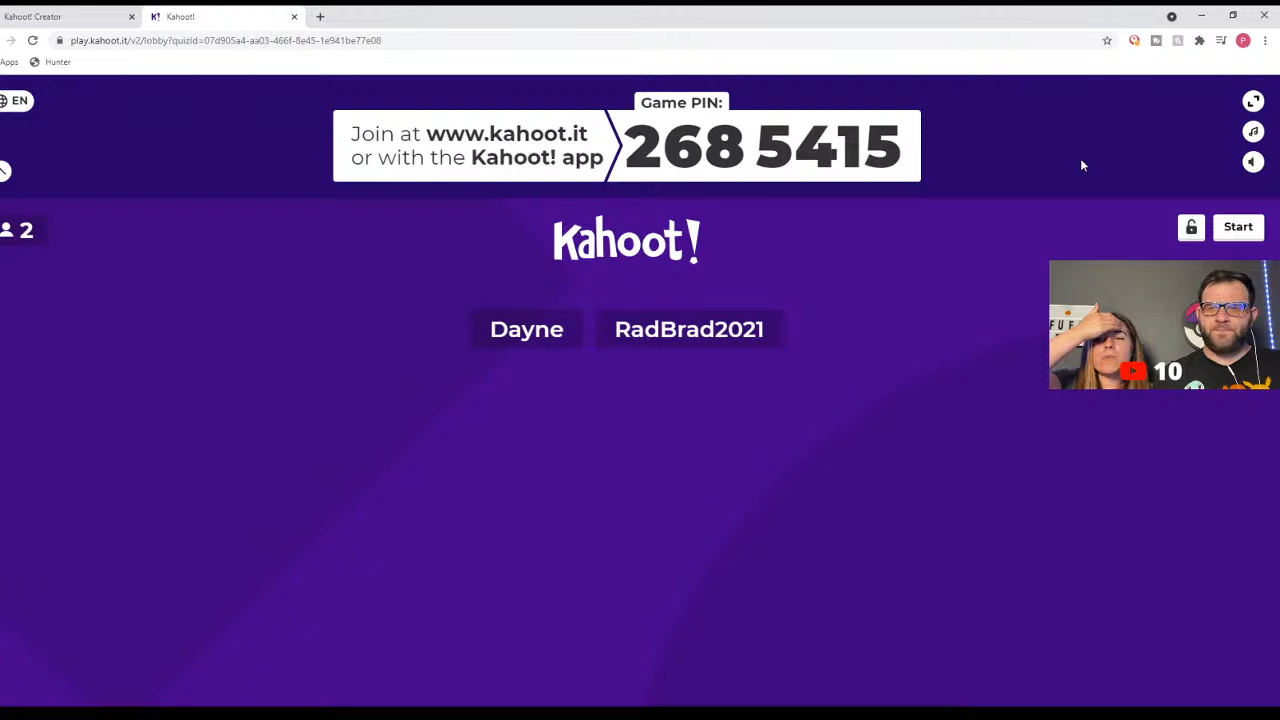 Kahoot! Creator
K! Kahoot!
play.kahoot.it/v2/lobby?quizId=07d905a4-aa03-466f-8e45-1e941be77e08
P
Apps
Hunter
EN
Game PIN:
Join at www.kahoot.it
or with the Kahoot! app
268 5415
2
Kahoot!
Start
Dayne
RadBrad2021
FUE
10